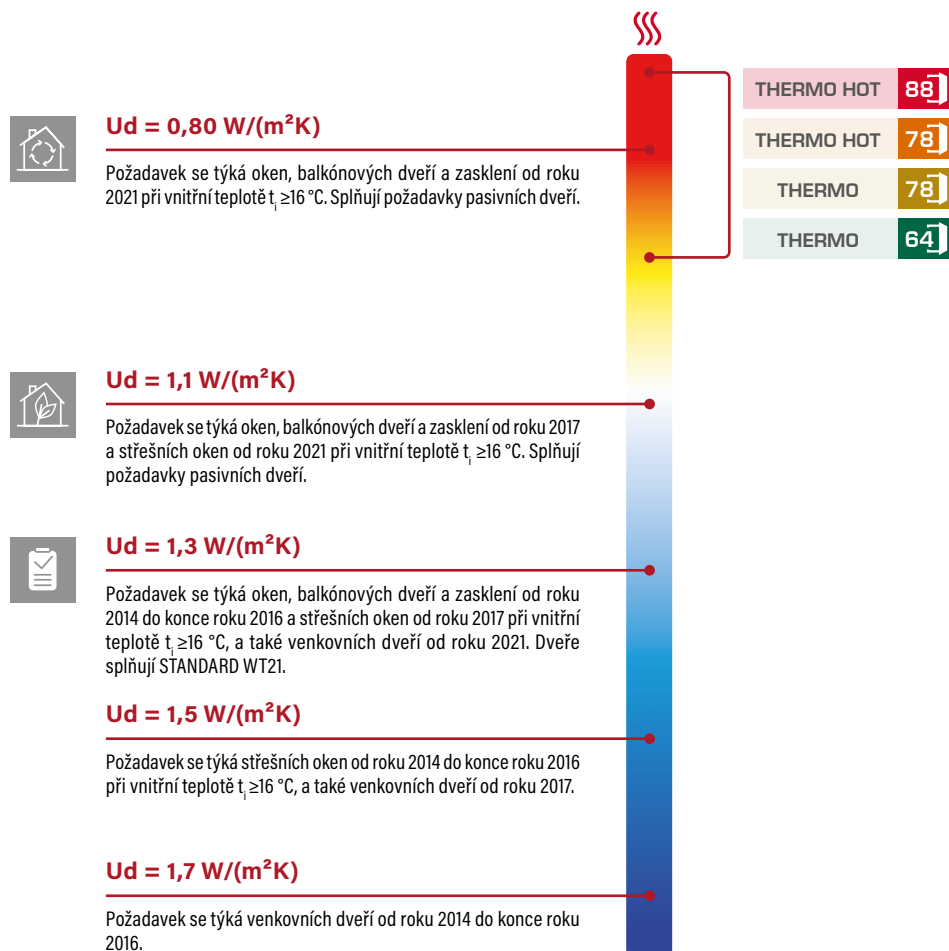 THERMO HOT 88
THERMO HOT 78
THERMO 78
THERMO 64
Ud = 0,80 W/(m²K)
Požadavek se týká oken, balkónových dveří a zasklení od roku
2021 při vnitřní teplotě tᵢ ≥16 °C. Splňují požadavky pasivních dveří.
Ud = 1,1 W/(m²K)
Požadavek se týká oken, balkónových dveří a zasklení od roku 2017
a střešních oken od roku 2021 při vnitřní teplotě tᵢ ≥16 °C. Splňují
požadavky pasivních dveří.
Ud = 1,3 W/(m²K)
Požadavek se týká oken, balkónových dveří a zasklení od roku
2014 do konce roku 2016 a střešních oken od roku 2017 při vnitřní
teplotě tᵢ ≥16 °C, a také venkovních dveří od roku 2021. Dveře
splňují STANDARD WT21.
Ud = 1,5 W/(m²K)
Požadavek se týká střešních oken od roku 2014 do konce roku 2016
při vnitřní teplotě tᵢ ≥16 °C, a také venkovních dveří od roku 2017.
Ud = 1,7 W/(m²K)
Požadavek se týká venkovních dveří od roku 2014 do konce roku
2016.